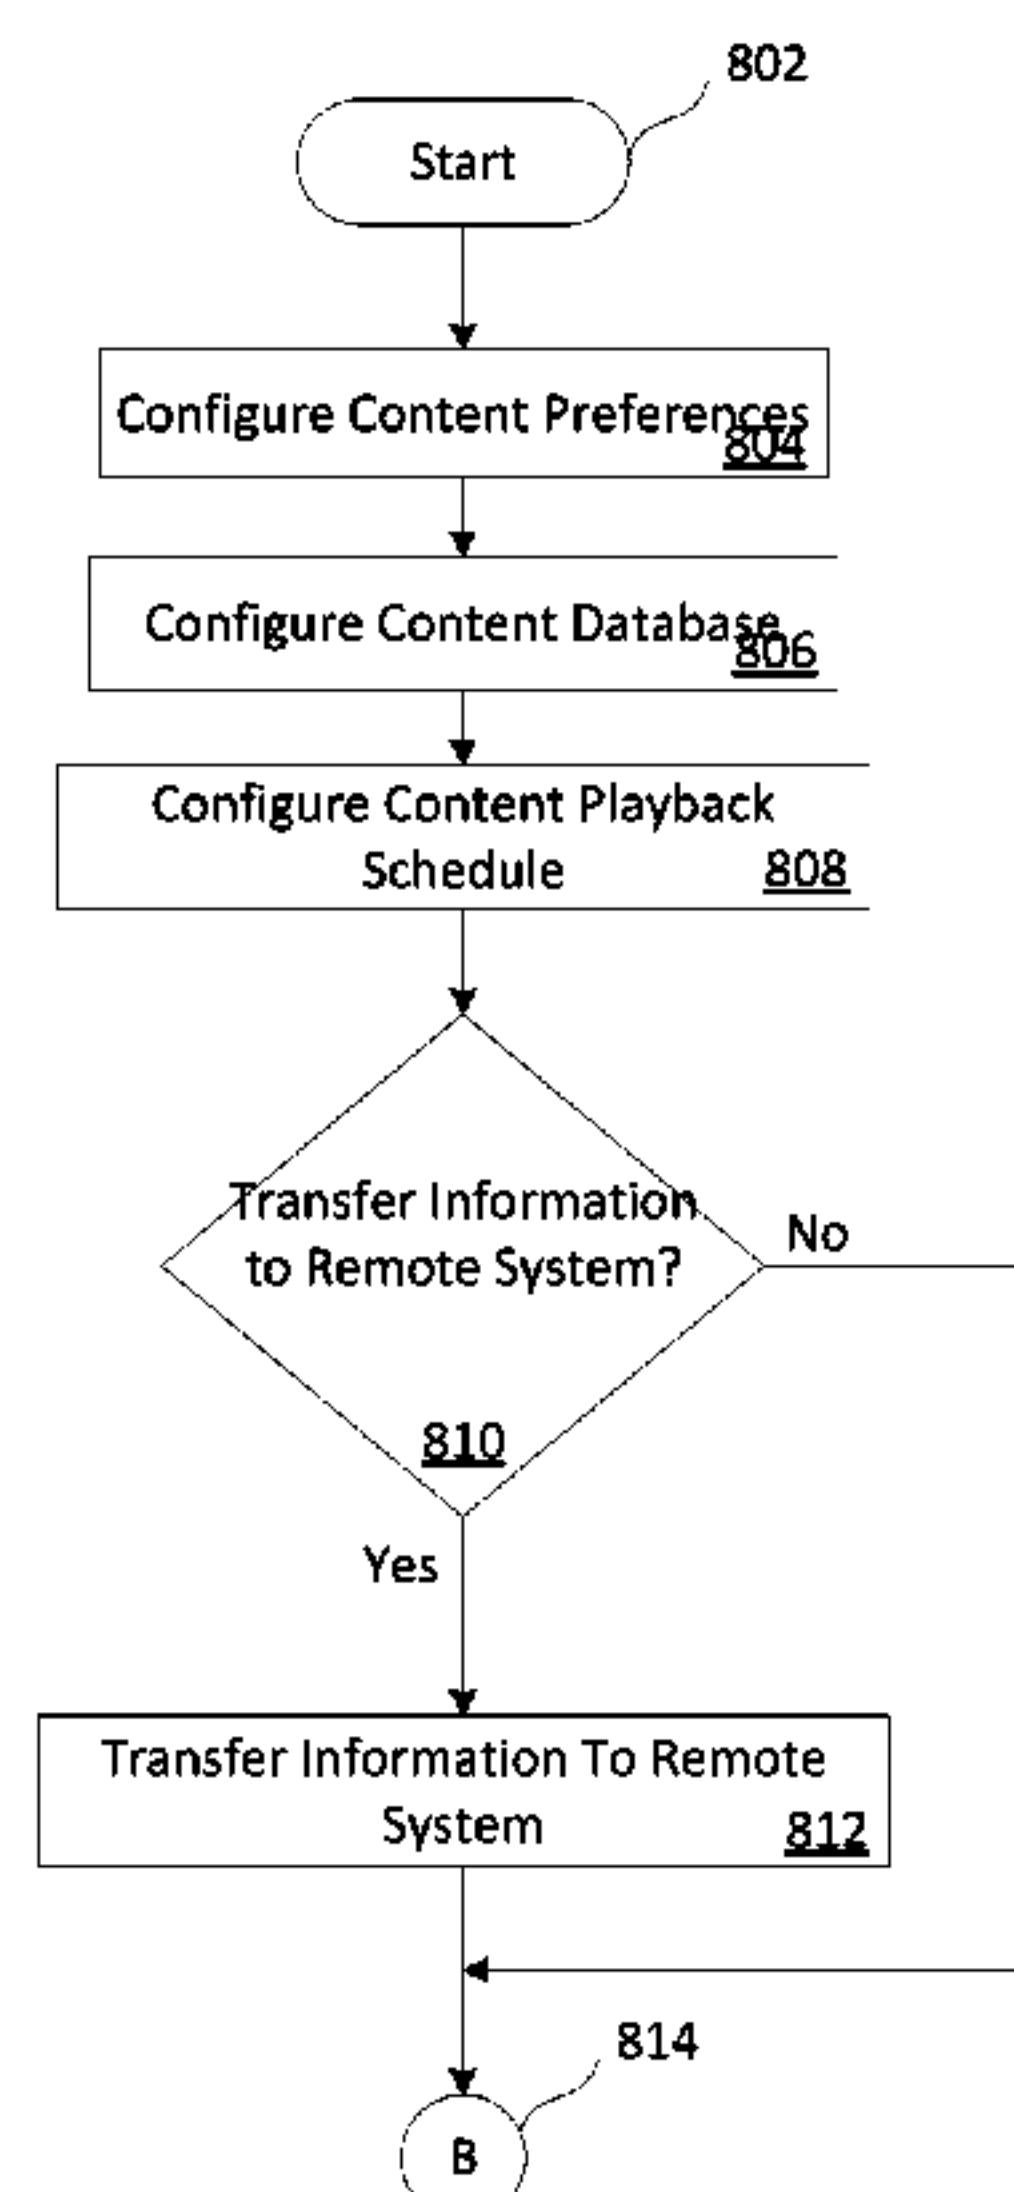 802
Start
Configure Content Preferences
804
Configure Content Database
806
Configure Content Playback
Schedule
808
Transfer Information
to Remote System?
No
810
Yes
Transfer Information To Remote
System
812
814
B